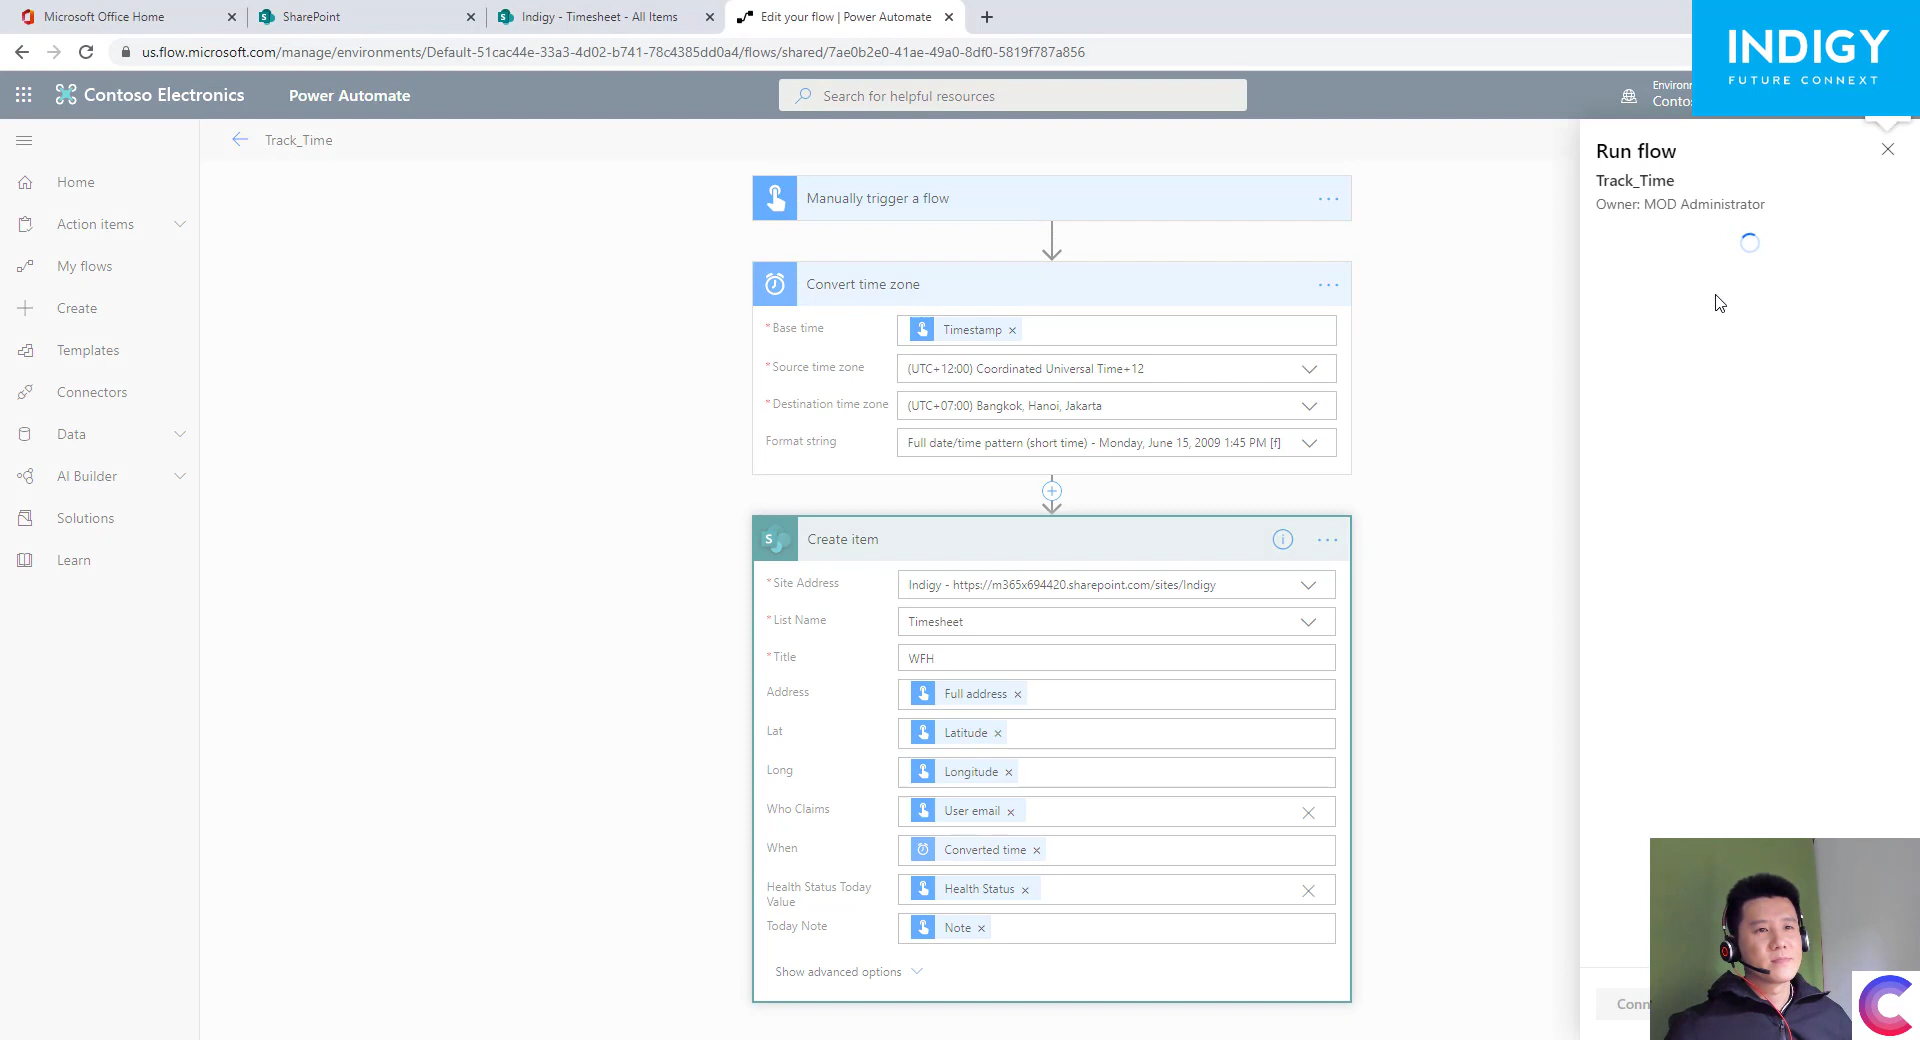 Microsoft Office Home
SharePoint
Indigy - Timesheet - All Items
Edit your flow | Power Automate
us.flow.microsoft.com/manage/environments/Default-51cac44e-33a3-4d02-b741-78c4385dd0a4/flows/shared/7ae0b2e0-41ae-49a0-8df0-5819f787a856
INDIGY
FUTURE CONNEXT
Contoso Electronics
Power Automate
Search for helpful resources
Track_Time
Home
Action items
My flows
Create
Templates
Connectors
Data
AI Builder
Solutions
Learn
Manually trigger a flow
Convert time zone
* Base time
Timestamp
* Source time zone
(UTC+12:00) Coordinated Universal Time+12
* Destination time zone
(UTC+07:00) Bangkok, Hanoi, Jakarta
Format string
Full date/time pattern (short time) - Monday, June 15, 2009 1:45 PM [f]
Create item
* Site Address
Indigy - https://m365x694420.sharepoint.com/sites/Indigy
* List Name
Timesheet
* Title
WFH
Address
Full address
Lat
Latitude
Long
Longitude
Who Claims
User email
When
Converted time
Health Status Today
Value
Health Status
Today Note
Note
Show advanced options
Run flow
Track_Time
Owner: MOD Administrator